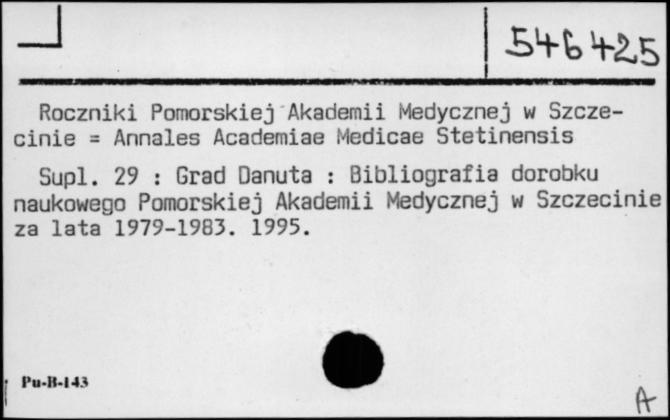 546425
Roczniki Pomorskiej Akademii Medycznej w Szcze-
cinie = Annales Academiae Medicae Stetinensis
Supl. 29 : Grad Danuta : Bibliografia dorobku
naukowego Pomorskiej Akademii Medycznej w Szczecinie
za lata 1979-1983. 1995.
Pu-B-143
A